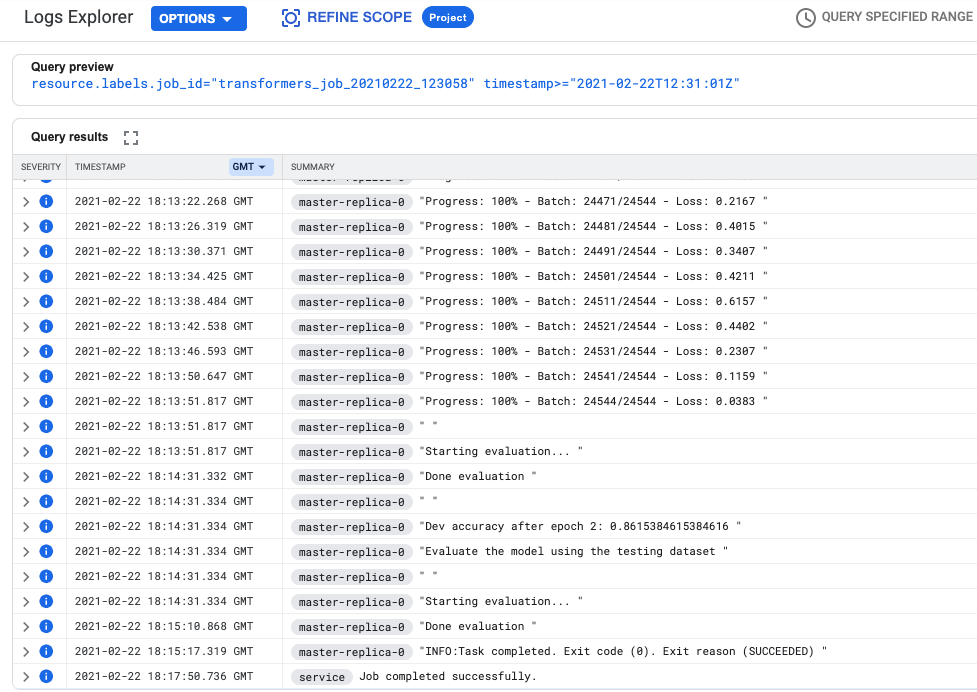 Logs Explorer OPTIONS REFINE SCOPE Project QUERY SPECIFIED RANGE
Query preview
resource.labels.job_id="transformers_job_20210222_123058" timestamp>="2021-02-22T12:31:01Z"
Query results
SEVERITY TIMESTAMP GMT SUMMARY
2021-02-22 18:13:22.268 GMT master-replica-0 "Progress: 100% - Batch: 24471/24544 - Loss: 0.2167 "
2021-02-22 18:13:26.319 GMT master-replica-0 "Progress: 100% - Batch: 24481/24544 - Loss: 0.4015 "
2021-02-22 18:13:30.371 GMT master-replica-0 "Progress: 100% - Batch: 24491/24544 - Loss: 0.3407 "
2021-02-22 18:13:34.425 GMT master-replica-0 "Progress: 100% - Batch: 24501/24544 - Loss: 0.4211 "
2021-02-22 18:13:38.484 GMT master-replica-0 "Progress: 100% - Batch: 24511/24544 - Loss: 0.6157 "
2021-02-22 18:13:42.538 GMT master-replica-0 "Progress: 100% - Batch: 24521/24544 - Loss: 0.4402 "
2021-02-22 18:13:46.593 GMT master-replica-0 "Progress: 100% - Batch: 24531/24544 - Loss: 0.2307 "
2021-02-22 18:13:50.647 GMT master-replica-0 "Progress: 100% - Batch: 24541/24544 - Loss: 0.1159 "
2021-02-22 18:13:51.817 GMT master-replica-0 "Progress: 100% - Batch: 24544/24544 - Loss: 0.0383 "
2021-02-22 18:13:51.817 GMT master-replica-0 " "
2021-02-22 18:13:51.817 GMT master-replica-0 "Starting evaluation... "
2021-02-22 18:14:31.332 GMT master-replica-0 "Done evaluation "
2021-02-22 18:14:31.334 GMT master-replica-0 " "
2021-02-22 18:14:31.334 GMT master-replica-0 "Dev accuracy after epoch 2: 0.8615384615384616 "
2021-02-22 18:14:31.334 GMT master-replica-0 "Evaluate the model using the testing dataset "
2021-02-22 18:14:31.334 GMT master-replica-0 " "
2021-02-22 18:14:31.334 GMT master-replica-0 "Starting evaluation... "
2021-02-22 18:15:10.868 GMT master-replica-0 "Done evaluation "
2021-02-22 18:15:17.319 GMT master-replica-0 "INFO:Task completed. Exit code (0). Exit reason (SUCCEEDED) "
2021-02-22 18:17:50.736 GMT service Job completed successfully.